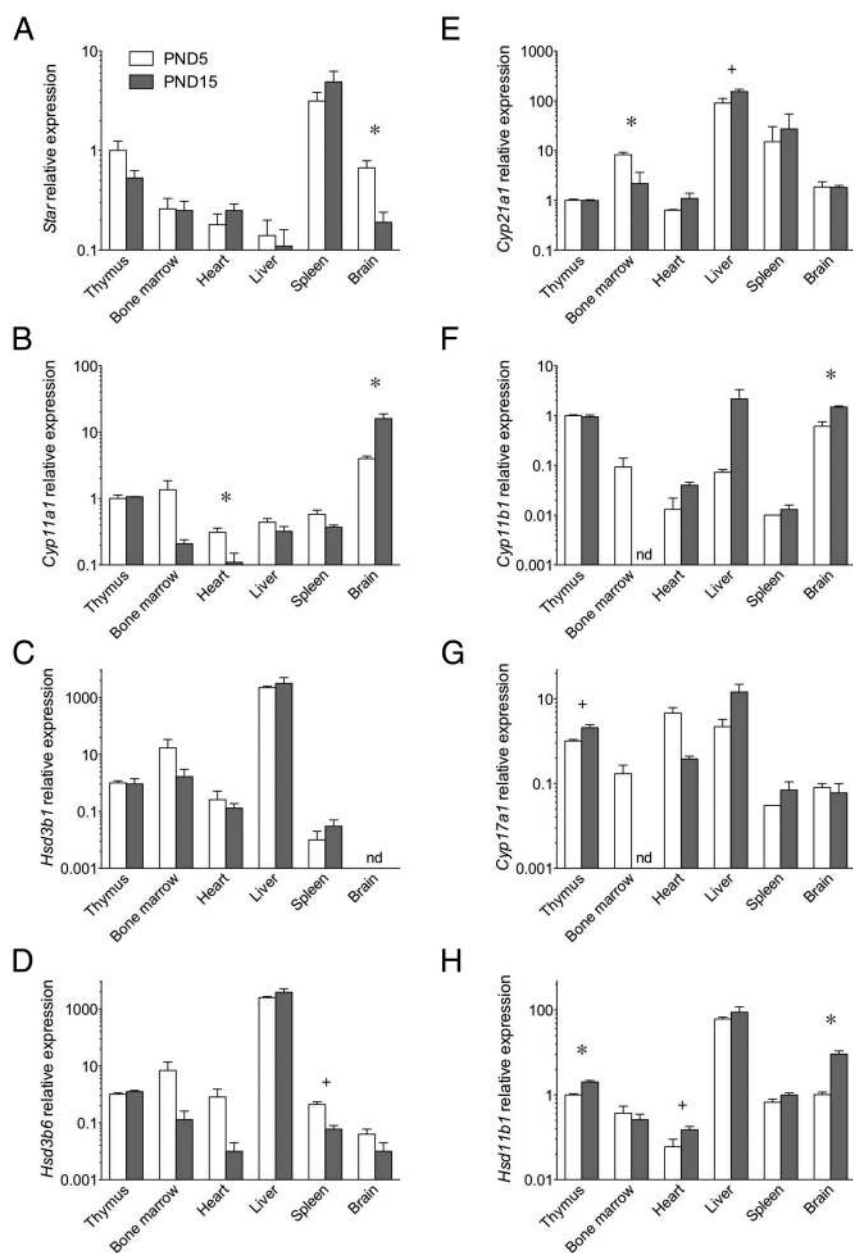 A
Star relative expression
10
1
0.1
PND5
PND15
*
Thymus
Bone marrow
Heart
Liver
Spleen
Brain
B
Cyp11a1 relative expression
100
10
1
0.1
*
*
Thymus
Bone marrow
Heart
Liver
Spleen
Brain
C
Hsd3b1 relative expression
1000
10
0.1
0.001
nd
Thymus
Bone marrow
Heart
Liver
Spleen
Brain
D
Hsd3b6 relative expression
1000
10
0.1
0.001
+
Thymus
Bone marrow
Heart
Liver
Spleen
Brain
E
Cyp21a1 relative expression
1000
100
10
1
0.1
*
+
Thymus
Bone marrow
Heart
Liver
Spleen
Brain
F
Cyp11b1 relative expression
10
1
0.1
0.01
0.001
nd
*
Thymus
Bone marrow
Heart
Liver
Spleen
Brain
G
Cyp17a1 relative expression
10
0.1
0.001
+
nd
Thymus
Bone marrow
Heart
Liver
Spleen
Brain
H
Hsd11b1 relative expression
100
1
0.01
*
+
*
Thymus
Bone marrow
Heart
Liver
Spleen
Brain